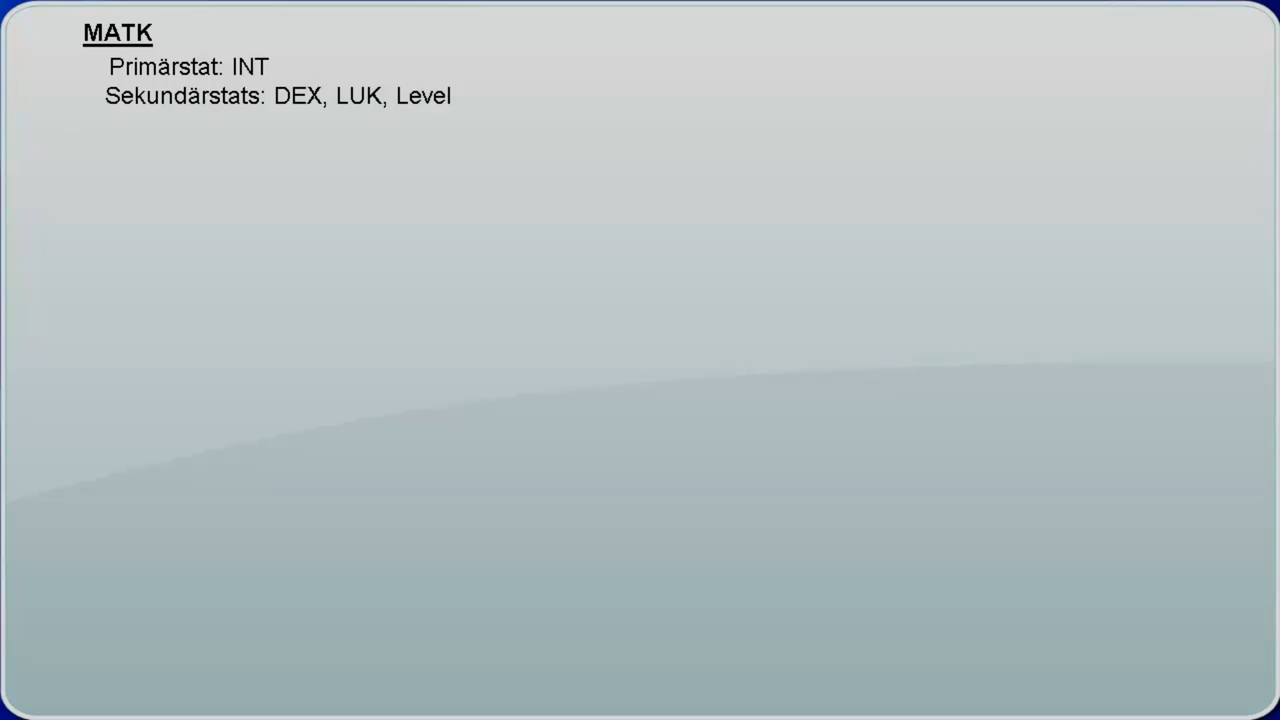 MATK
Primärstat: INT
Sekundärstats: DEX, LUK, Level